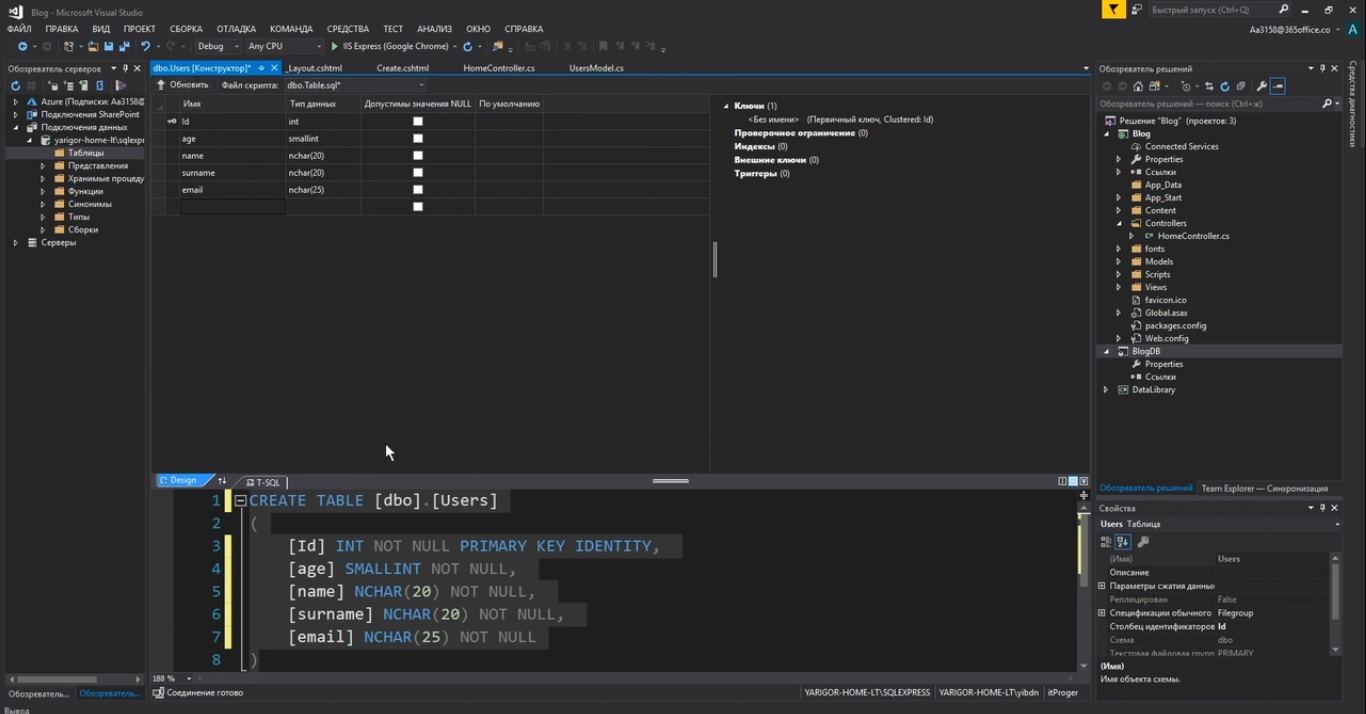 Blog - Microsoft Visual Studio
Быстрый запуск (Ctrl+Q)
ФАЙЛ ПРАВКА ВИД ПРОЕКТ СБОРКА ОТЛАДКА КОМАНДА СРЕДСТВА ТЕСТ АНАЛИЗ ОКНО СПРАВКА
Aa3158@365office.co
A
Debug Any CPU IIS Express (Google Chrome)
Обозреватель серверов
Azure (Подписки: Aa3158@
Подключения SharePoint
Подключения данных
yarigor-home-lt\sqlexpr
Таблицы
Представления
Хранимые процеду
Функции
Синонимы
Типы
Сборки
Серверы
dbo.Users [Конструктор]* _Layout.cshtml Create.cshtml HomeController.cs UsersModel.cs
Обновить Файл скрипта: dbo.Table.sql*
Имя Тип данных Допустимы значения NULL По умолчанию
Id int
age smallint
name nchar(20)
surname nchar(20)
email nchar(25)
Ключи (1)
<Без имени> (Первичный ключ, Clustered: Id)
Проверочное ограничение (0)
Индексы (0)
Внешние ключи (0)
Триггеры (0)
Design T-SQL
1 CREATE TABLE [dbo].[Users]
2 (
3 [Id] INT NOT NULL PRIMARY KEY IDENTITY,
4 [age] SMALLINT NOT NULL,
5 [name] NCHAR(20) NOT NULL,
6 [surname] NCHAR(20) NOT NULL,
7 [email] NCHAR(25) NOT NULL
8 )
188 %
Соединение готово
YARIGOR-HOME-LT\SQLEXPRESS YARIGOR-HOME-LT\yibdn itProger
Обозреватель... Обозреватель...
Вывод
Обозреватель решений
Обозреватель решений — поиск (Ctrl+ж)
Решение "Blog" (проектов: 3)
Blog
Connected Services
Properties
Ссылки
App_Data
App_Start
Content
Controllers
HomeController.cs
fonts
Models
Scripts
Views
favicon.ico
Global.asax
packages.config
Web.config
BlogDB
Properties
Ссылки
DataLibrary
Обозреватель решений Team Explorer — Синхронизация
Свойства
Users Таблица
(Имя) Users
Описание
Параметры сжатия данны
Реплицирован False
Спецификации обычного Filegroup
Столбец идентификаторов Id
Схема dbo
Текстовая файловая групп PRIMARY
(Имя)
Имя объекта схемы.
Средства диагностики